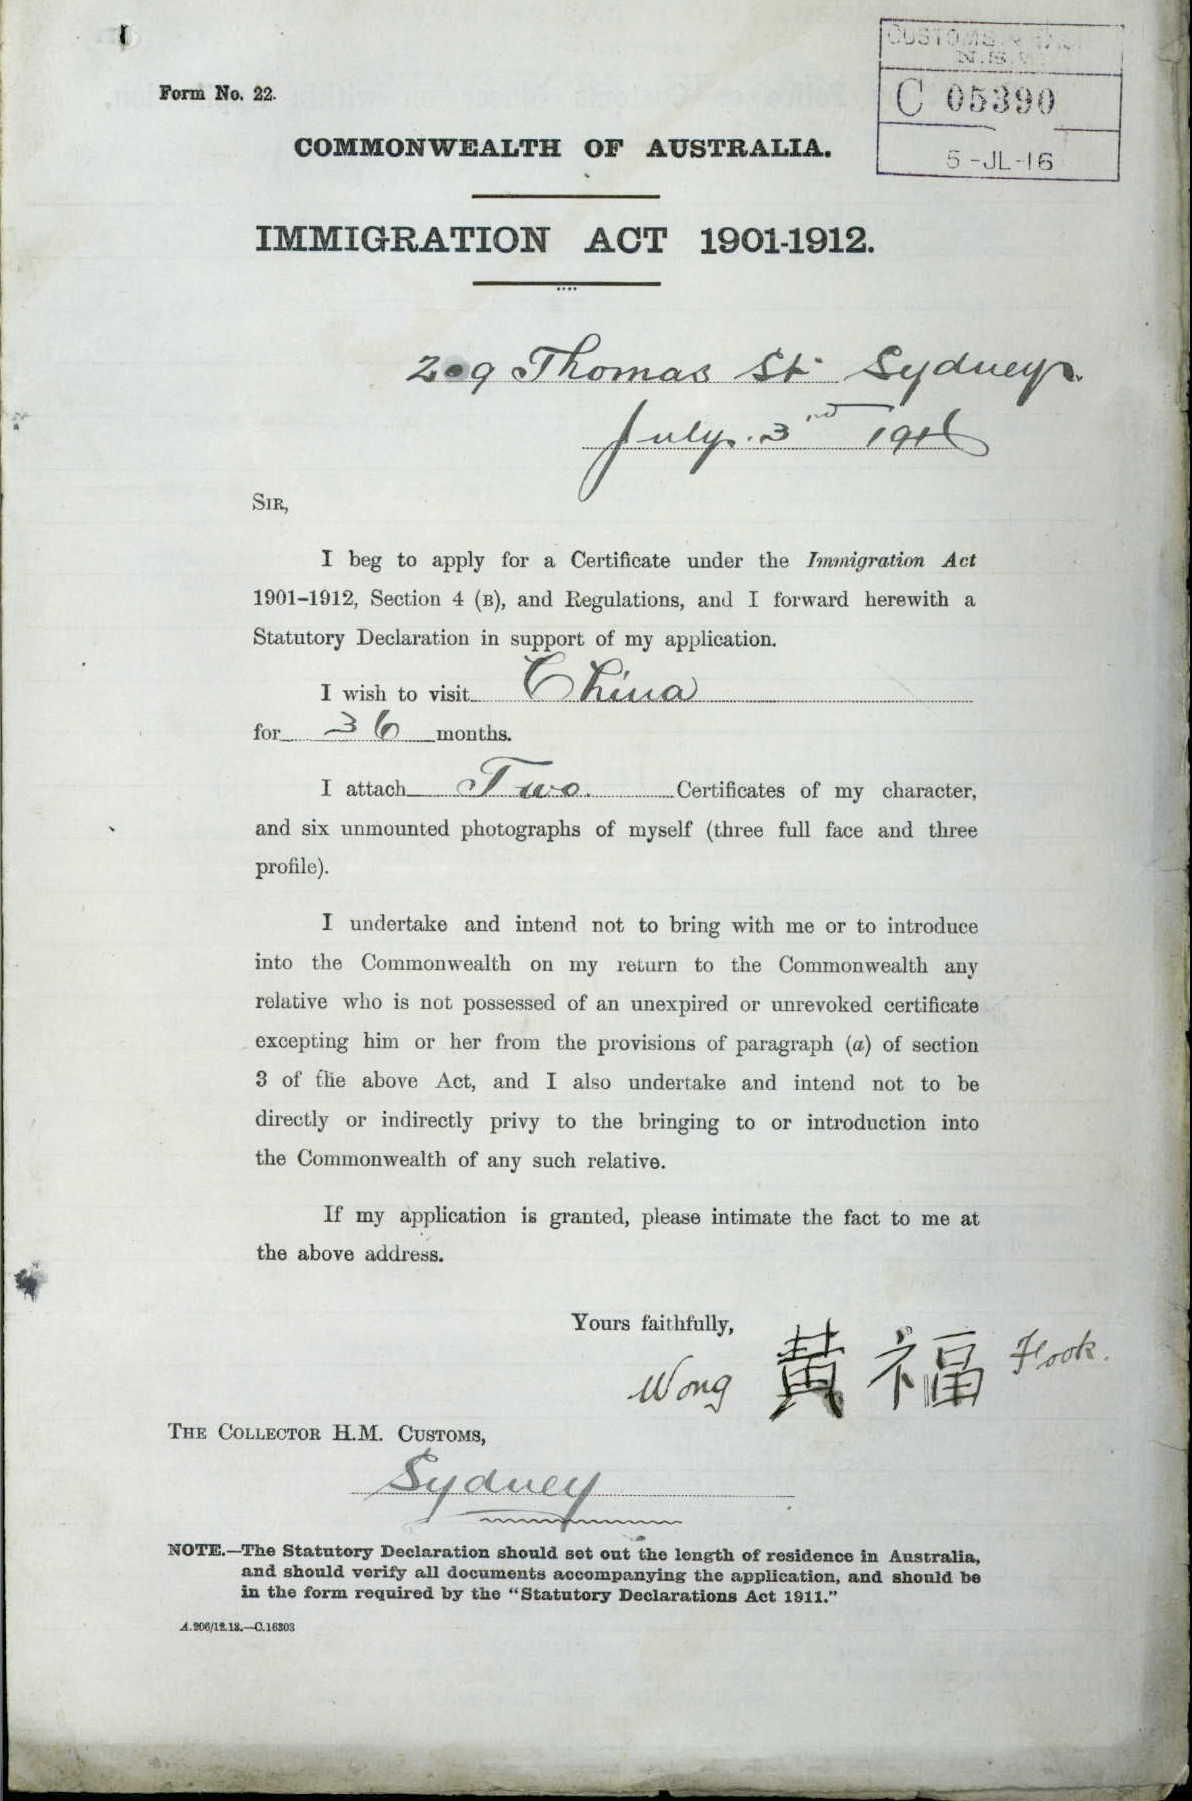 CUSTOMS
N.S.W.
C 05390
5-JL-16
Form No. 22.
COMMONWEALTH OF AUSTRALIA.
IMMIGRATION ACT 1901-1912.
209 Thomas St. Sydney.
July. 3rd 1916
SIR,
I beg to apply for a Certificate under the Immigration Act
1901–1912, Section 4 (B), and Regulations, and I forward herewith a
Statutory Declaration in support of my application.
I wish to visit China
for 36 months.
I attach Two. Certificates of my character,
and six unmounted photographs of myself (three full face and three
profile).
I undertake and intend not to bring with me or to introduce
into the Commonwealth on my return to the Commonwealth any
relative who is not possessed of an unexpired or unrevoked certificate
excepting him or her from the provisions of paragraph (a) of section
3 of the above Act, and I also undertake and intend not to be
directly or indirectly privy to the bringing to or introduction into
the Commonwealth of any such relative.
If my application is granted, please intimate the fact to me at
the above address.
Yours faithfully,
Wong 黃福 Hook.
THE COLLECTOR H.M. CUSTOMS,
Sydney
NOTE.—The Statutory Declaration should set out the length of residence in Australia,
and should verify all documents accompanying the application, and should be
in the form required by the "Statutory Declarations Act 1911."
A.206/12.13.—C.16303